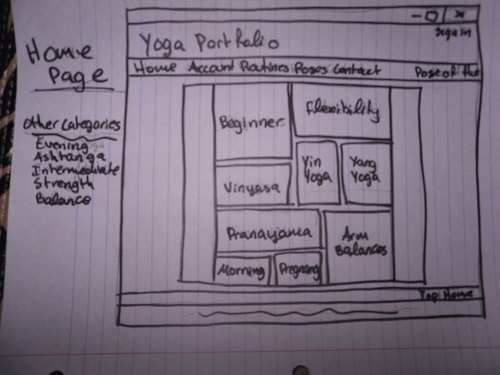 Home
Page
Other Categories
Evening
Ashtanga
Intermediate
Strength
Balance
Sign in
Yoga Portfolio
Home Account Routines Poses Contact Pose of the
Beginner
Flexibility
Vinyasa
Yin
Yoga
Yang
Yoga
Pranayama
Arm
Balances
Morning
Pregnancy
Top Home